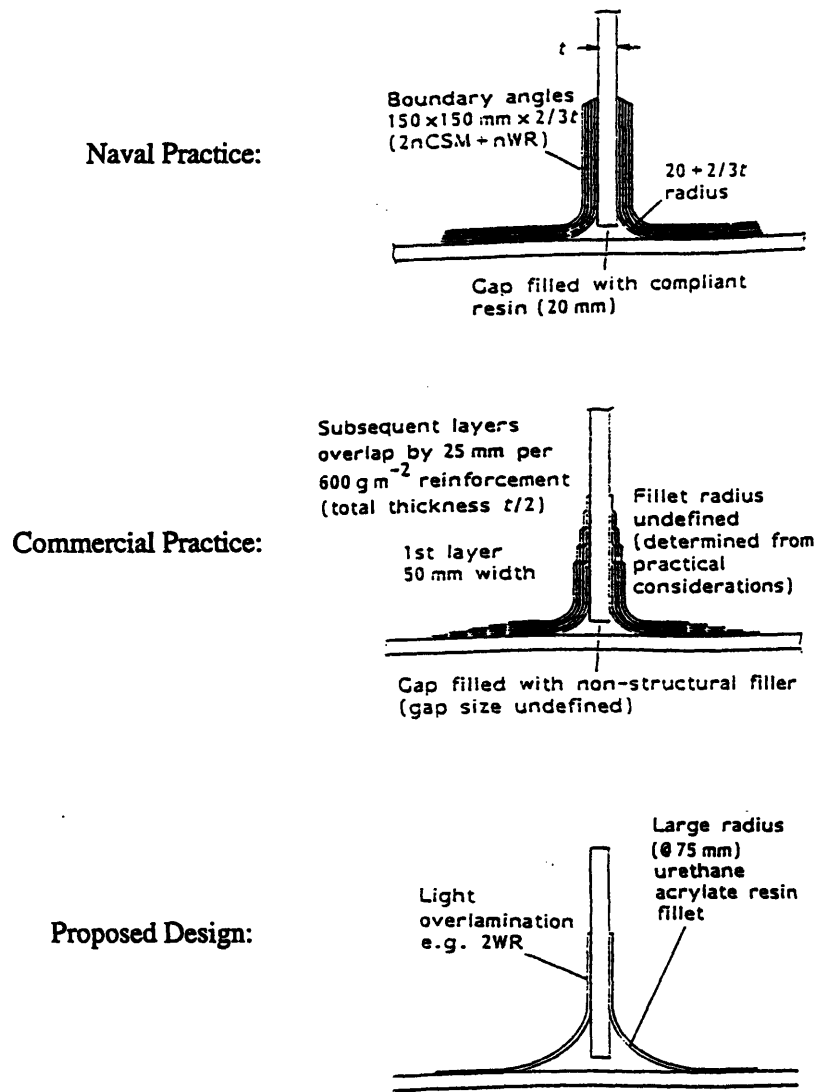 t
Boundary angles
150 x 150 mm x 2/3t
(2nCSM + nWR)
Naval Practice:
20 + 2/3t
radius
Gap filled with compliant
resin (20 mm)
Subsequent layers
overlap by 25 mm per
600 g m⁻² reinforcement
(total thickness t/2)
Fillet radius
undefined
(determined from
practical
considerations)
Commercial Practice:
1st layer
50 mm width
Gap filled with non-structural filler
(gap size undefined)
Large radius
(@ 75 mm)
urethane
acrylate resin
fillet
Light
overlamination
e.g. 2WR
Proposed Design: